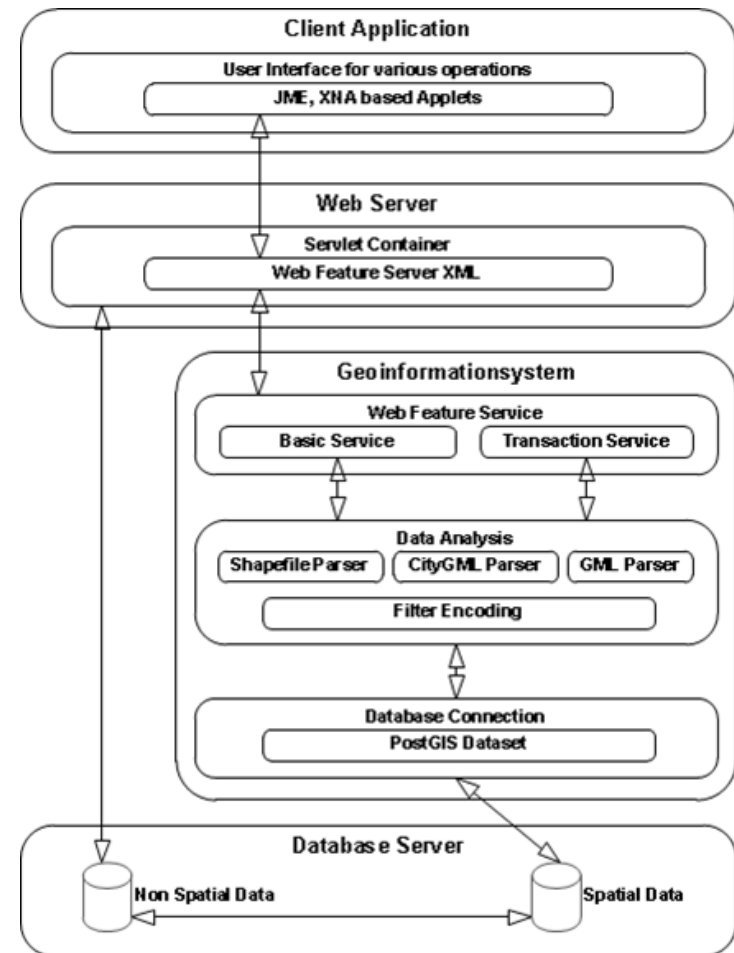 Client Application
User Interface for various operations
JME, XNA based Applets
Web Server
Servlet Container
Web Feature Server XML
Geoinformationsystem
Web Feature Service
Basic Service
Transaction Service
Data Analysis
Shapefile Parser
CityGML Parser
GML Parser
Filter Encoding
Database Connection
PostGIS Dataset
Database Server
Non Spatial Data
Spatial Data